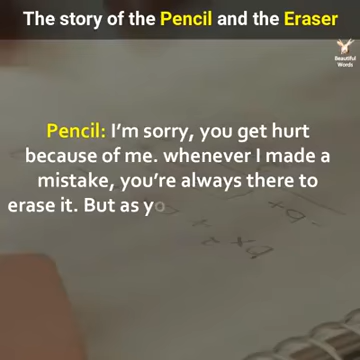 The story of the Pencil and the Eraser
Beautiful
Words
Pencil: I'm sorry, you get hurt
because of me. whenever I made a
mistake, you're always there to
erase it. But as yo